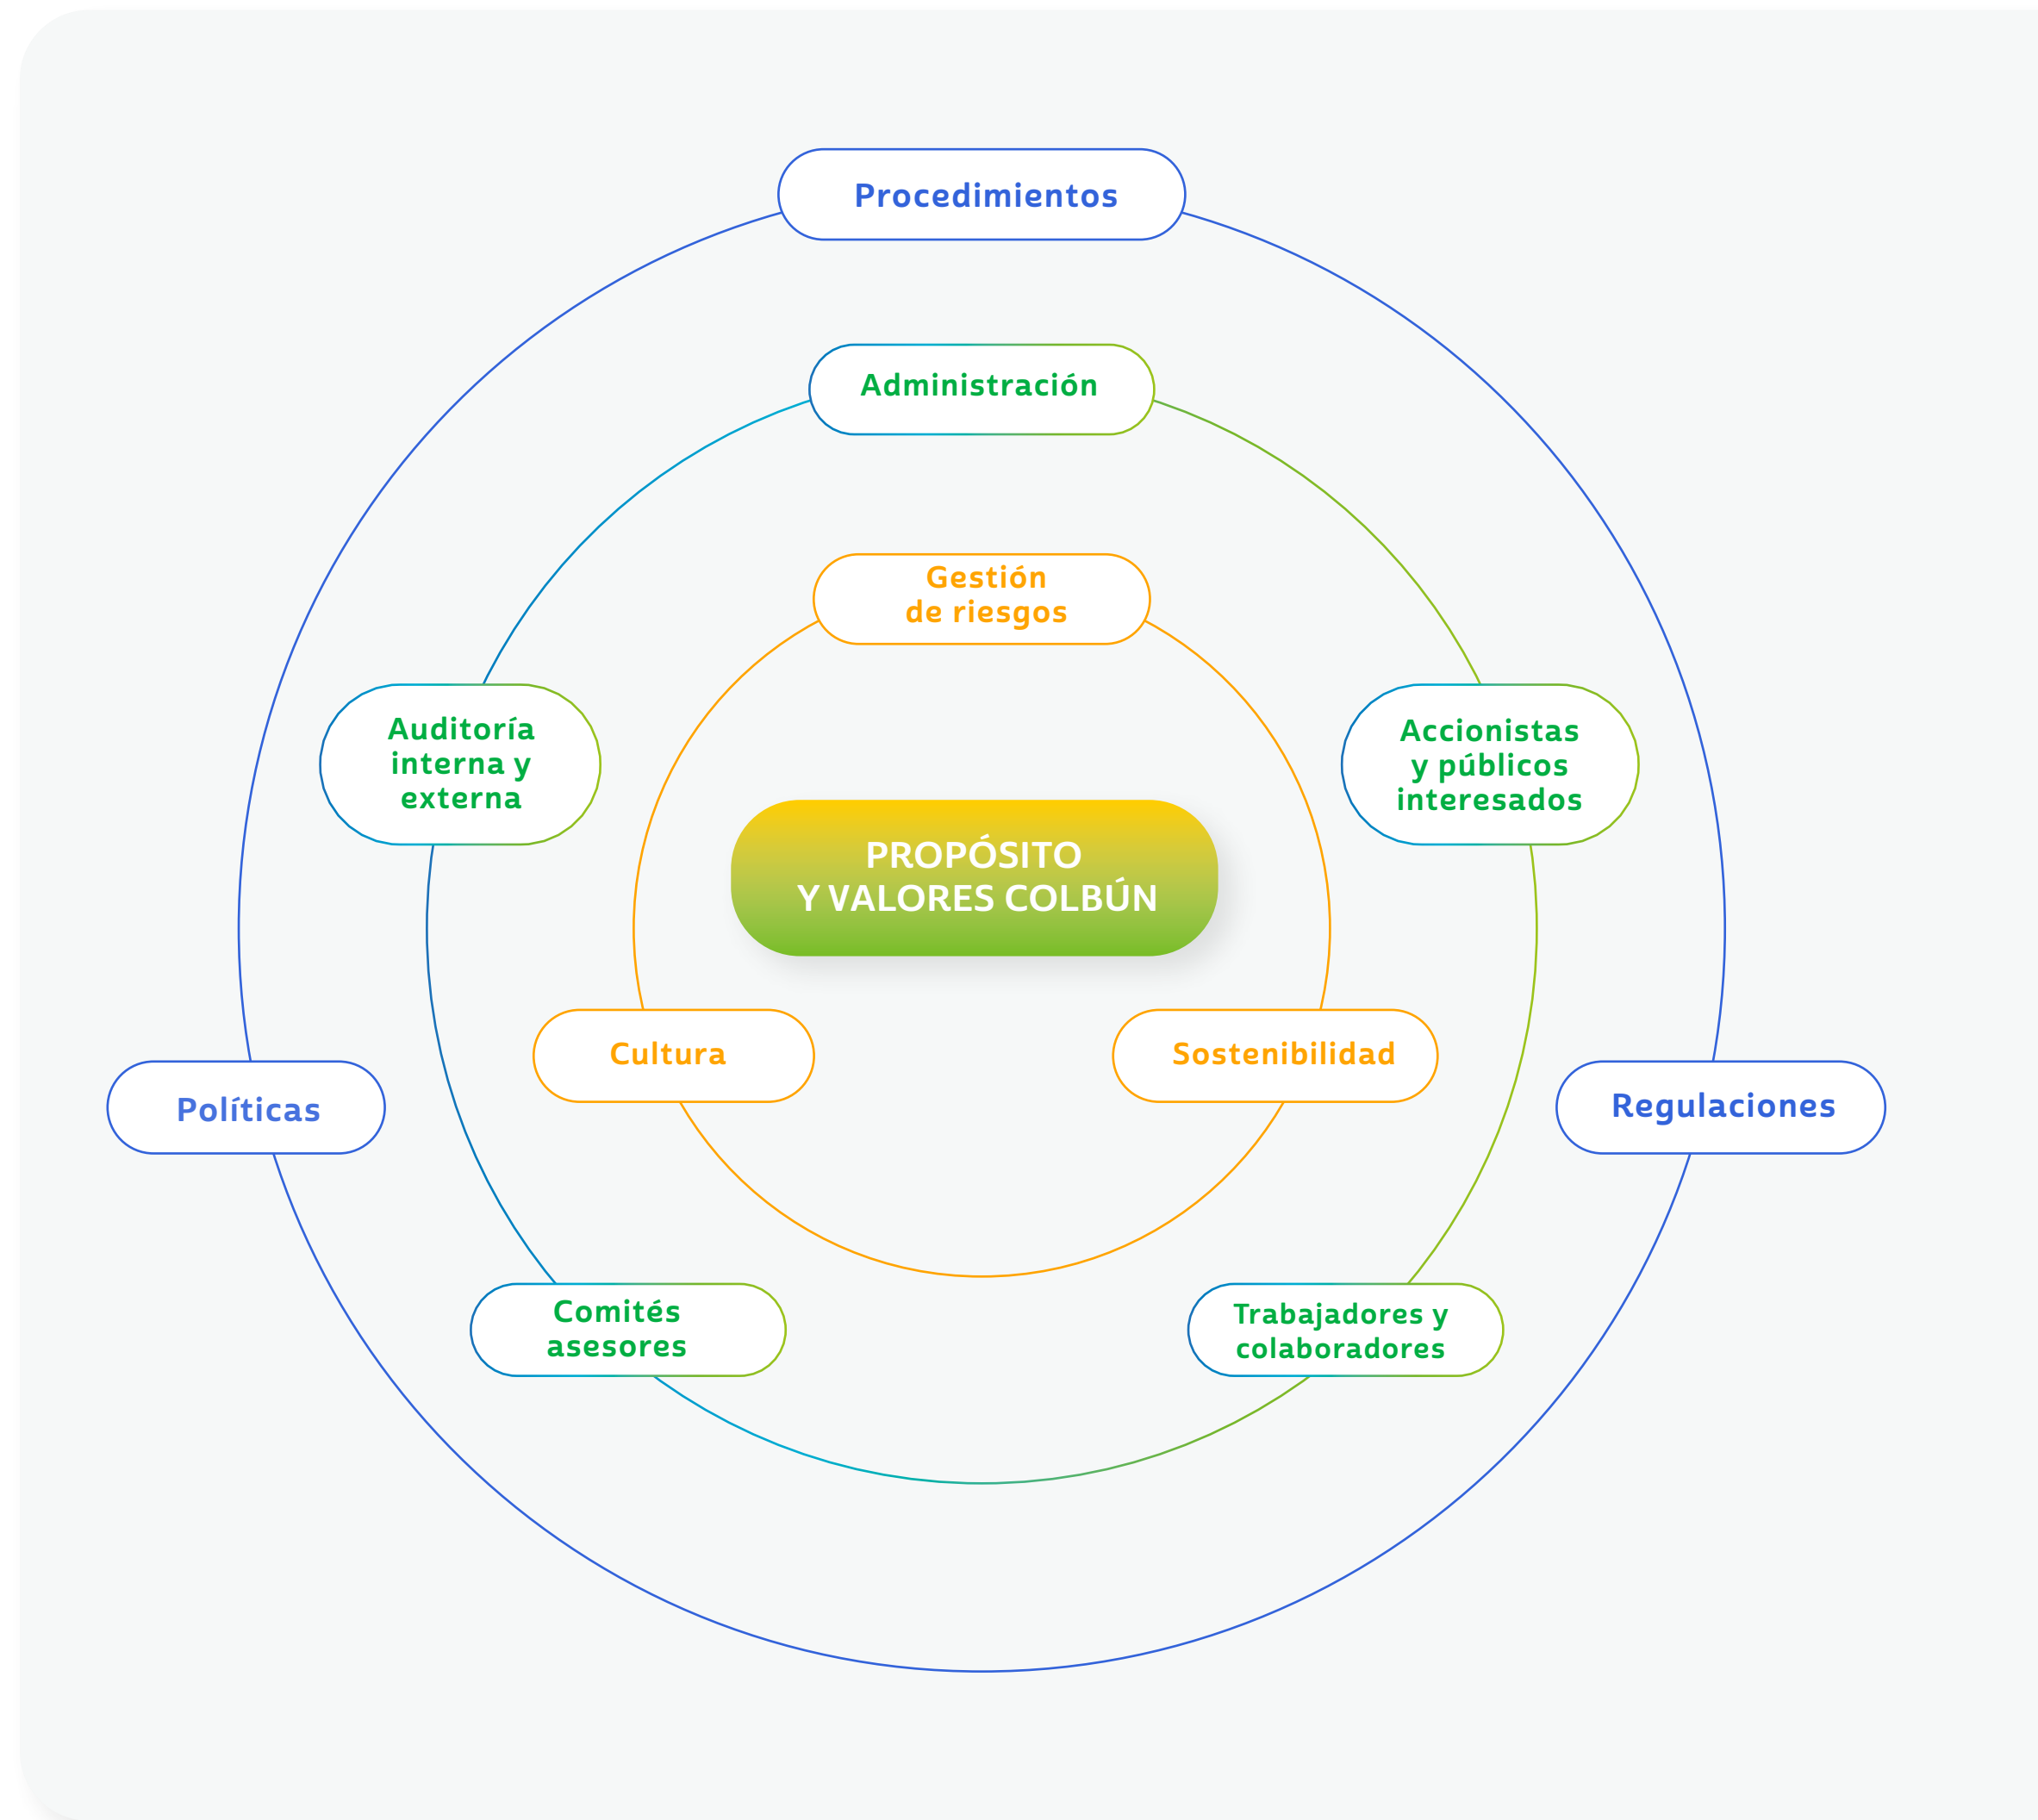 Procedimientos
Administración
Gestión
de riesgos
Auditoría
interna y
externa
Accionistas
y públicos
interesados
PROPÓSITO
Y VALORES COLBÚN
Cultura
Sostenibilidad
Políticas
Regulaciones
Comités
asesores
Trabajadores y
colaboradores